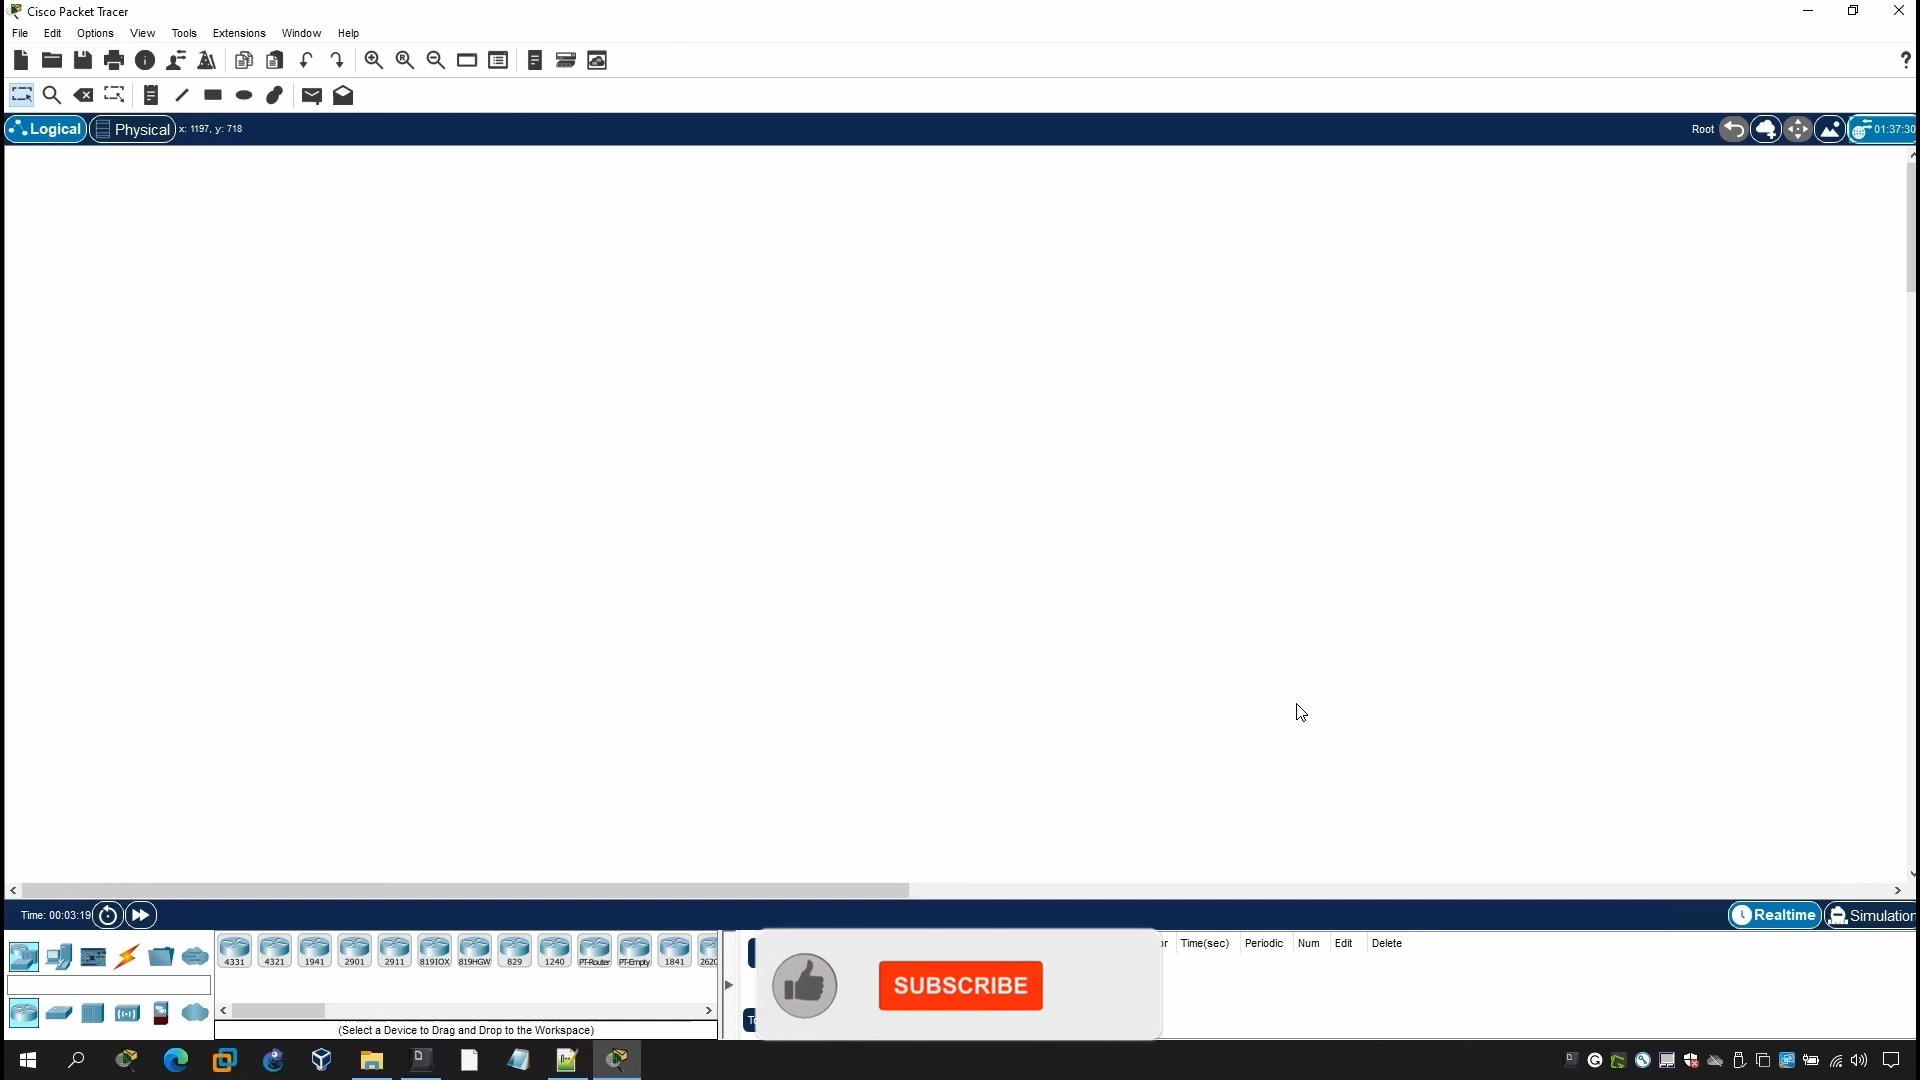 Cisco Packet Tracer
File Edit Options View Tools Extensions Window Help
?
Logical Physical x: 1197, y: 718 Root 01:37:30
Time: 00:03:19 Realtime Simulation
Time(sec) Periodic Num Edit Delete
4331 4321 1941 2901 2911 819IOX 819HGW 829 1240 PT-Router PT-Empty 1841 2620
SUBSCRIBE
(Select a Device to Drag and Drop to the Workspace)